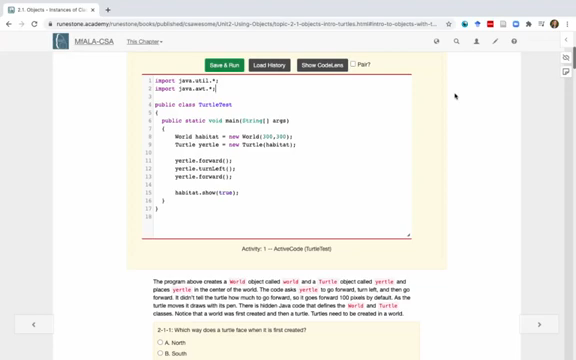 2.1. Objects - Instances of Cl
runestone.academy/runestone/books/published/csawesome/Unit2-Using-Objects/topic-2-1-objects-intro-turtles.html#intro-to-objects-with-t...
MfALA-CSA
This Chapter
Save & Run
Load History
Show CodeLens
Pair?
1 import java.util.*;
2 import java.awt.*;
3
4 public class TurtleTest
5 {
6 public static void main(String[] args)
7 {
8 World habitat = new World(300,300);
9 Turtle yertle = new Turtle(habitat);
10
11 yertle.forward();
12 yertle.turnLeft();
13 yertle.forward();
14
15 habitat.show(true);
16 }
17 }
18
Activity: 1 -- ActiveCode (TurtleTest)
The program above creates a World object called world and a Turtle object called yertle and
places yertle in the center of the world. The code asks yertle to go forward, turn left, and then go
forward. It didn't tell the turtle how much to go forward, so it goes forward 100 pixels by default. As the
turtle moves it draws with its pen. There is hidden Java code that defines the World and Turtle
classes. Notice that a World was created first and then a turtle. Turtles need to be created in a world.
2-1-1: Which way does a turtle face when it is first created?
A. North
B. South